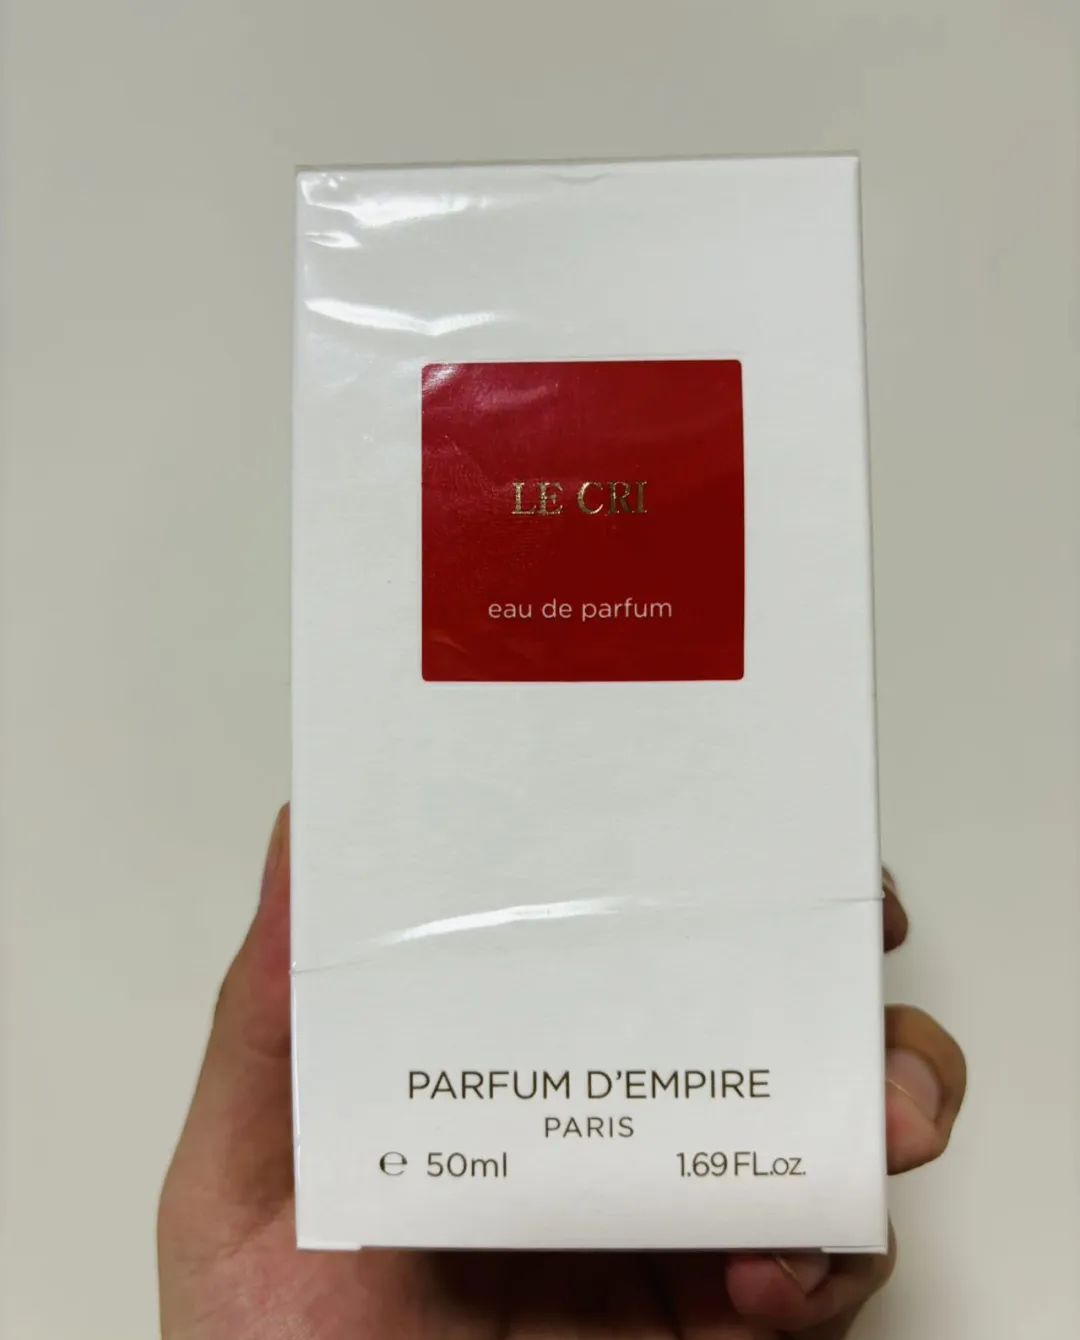 LE CRI
eau de parfum
PARFUM D'EMPIRE
PARIS
℮ 50ml 1.69 FL.oz.